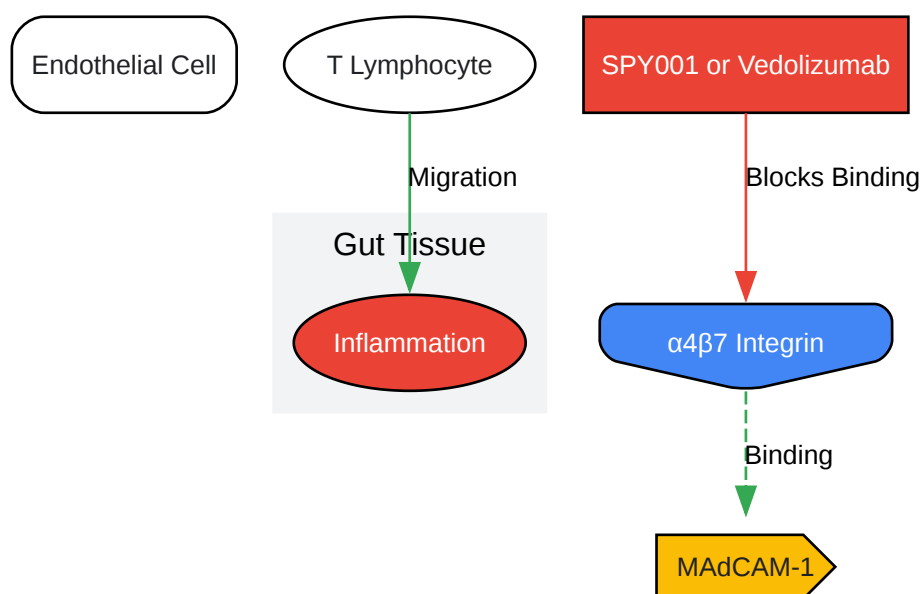 Endothelial Cell
T Lymphocyte
SPY001 or Vedolizumab
Migration
Blocks Binding
Gut Tissue
Inflammation
α4β7 Integrin
Binding
MAdCAM-1